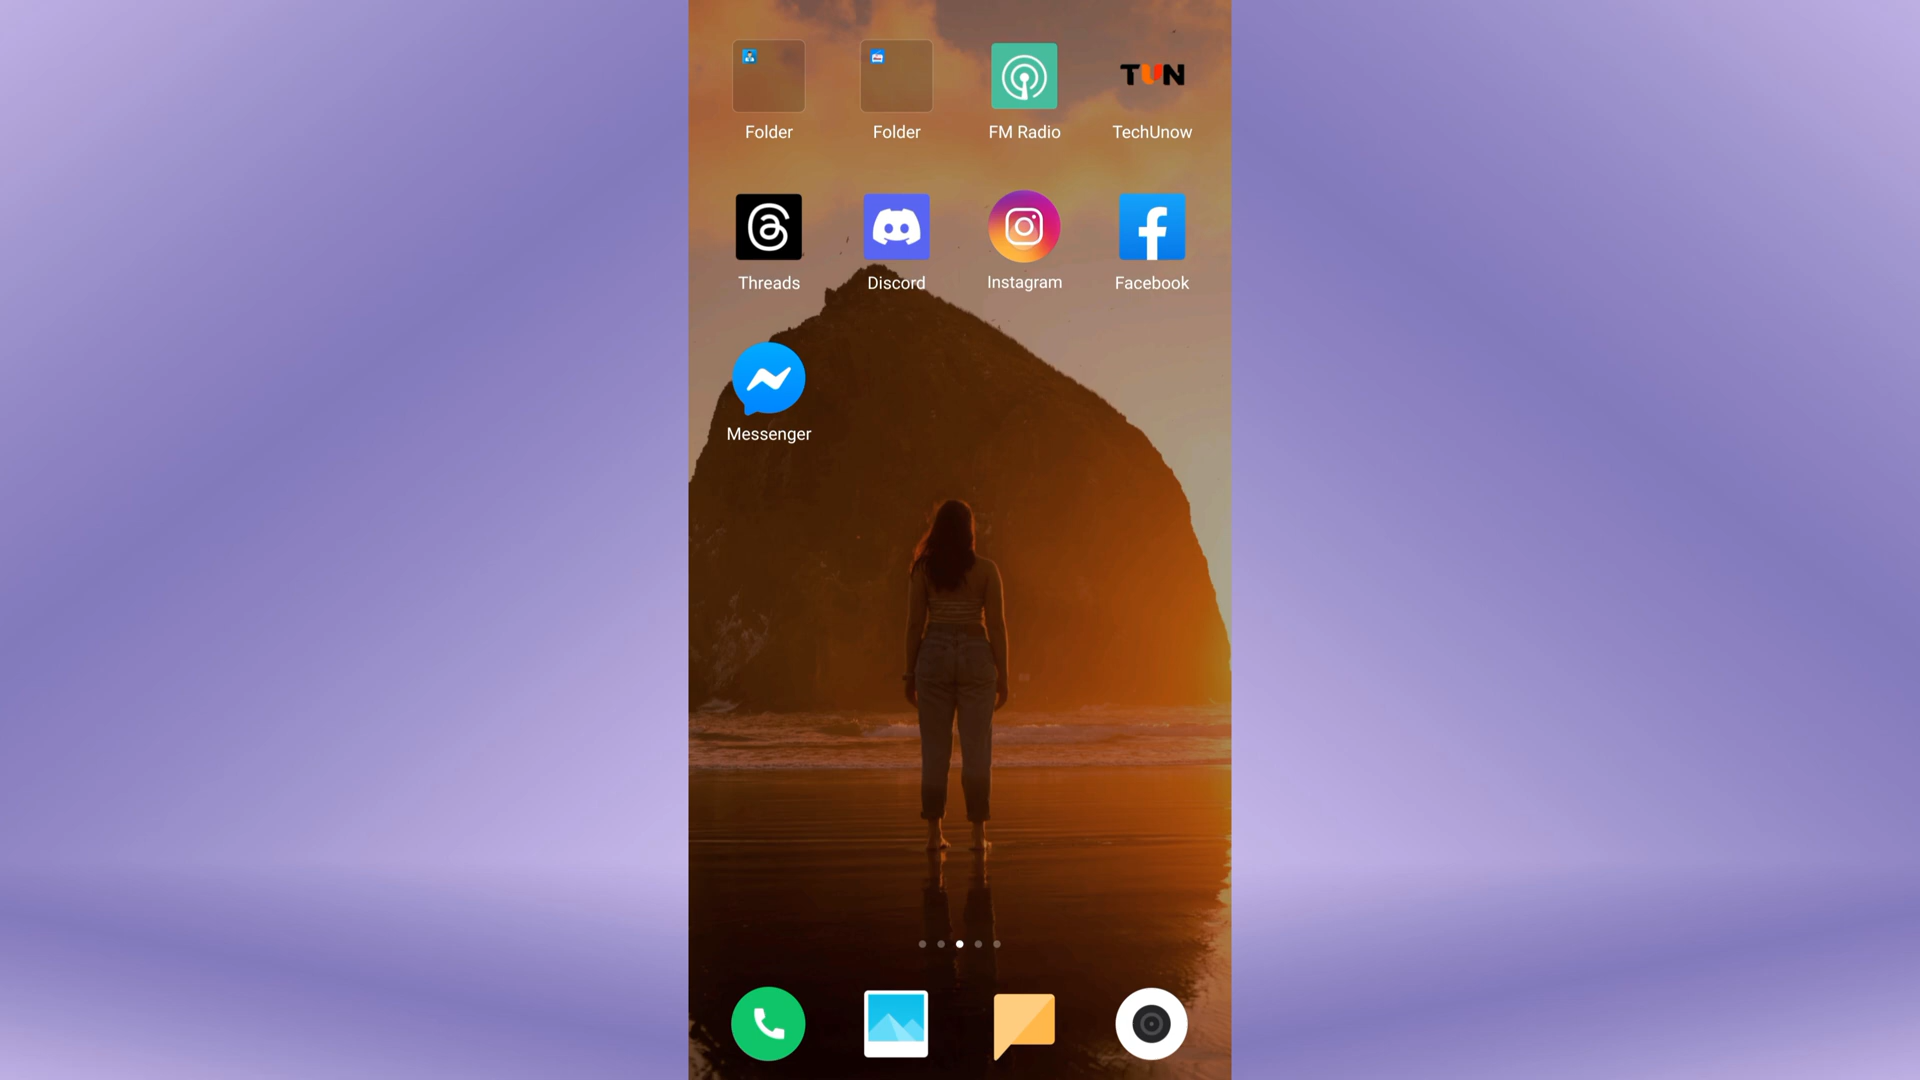 Folder
Folder
FM Radio
TUN
TechUnow
Threads
Discord
Instagram
Facebook
Messenger